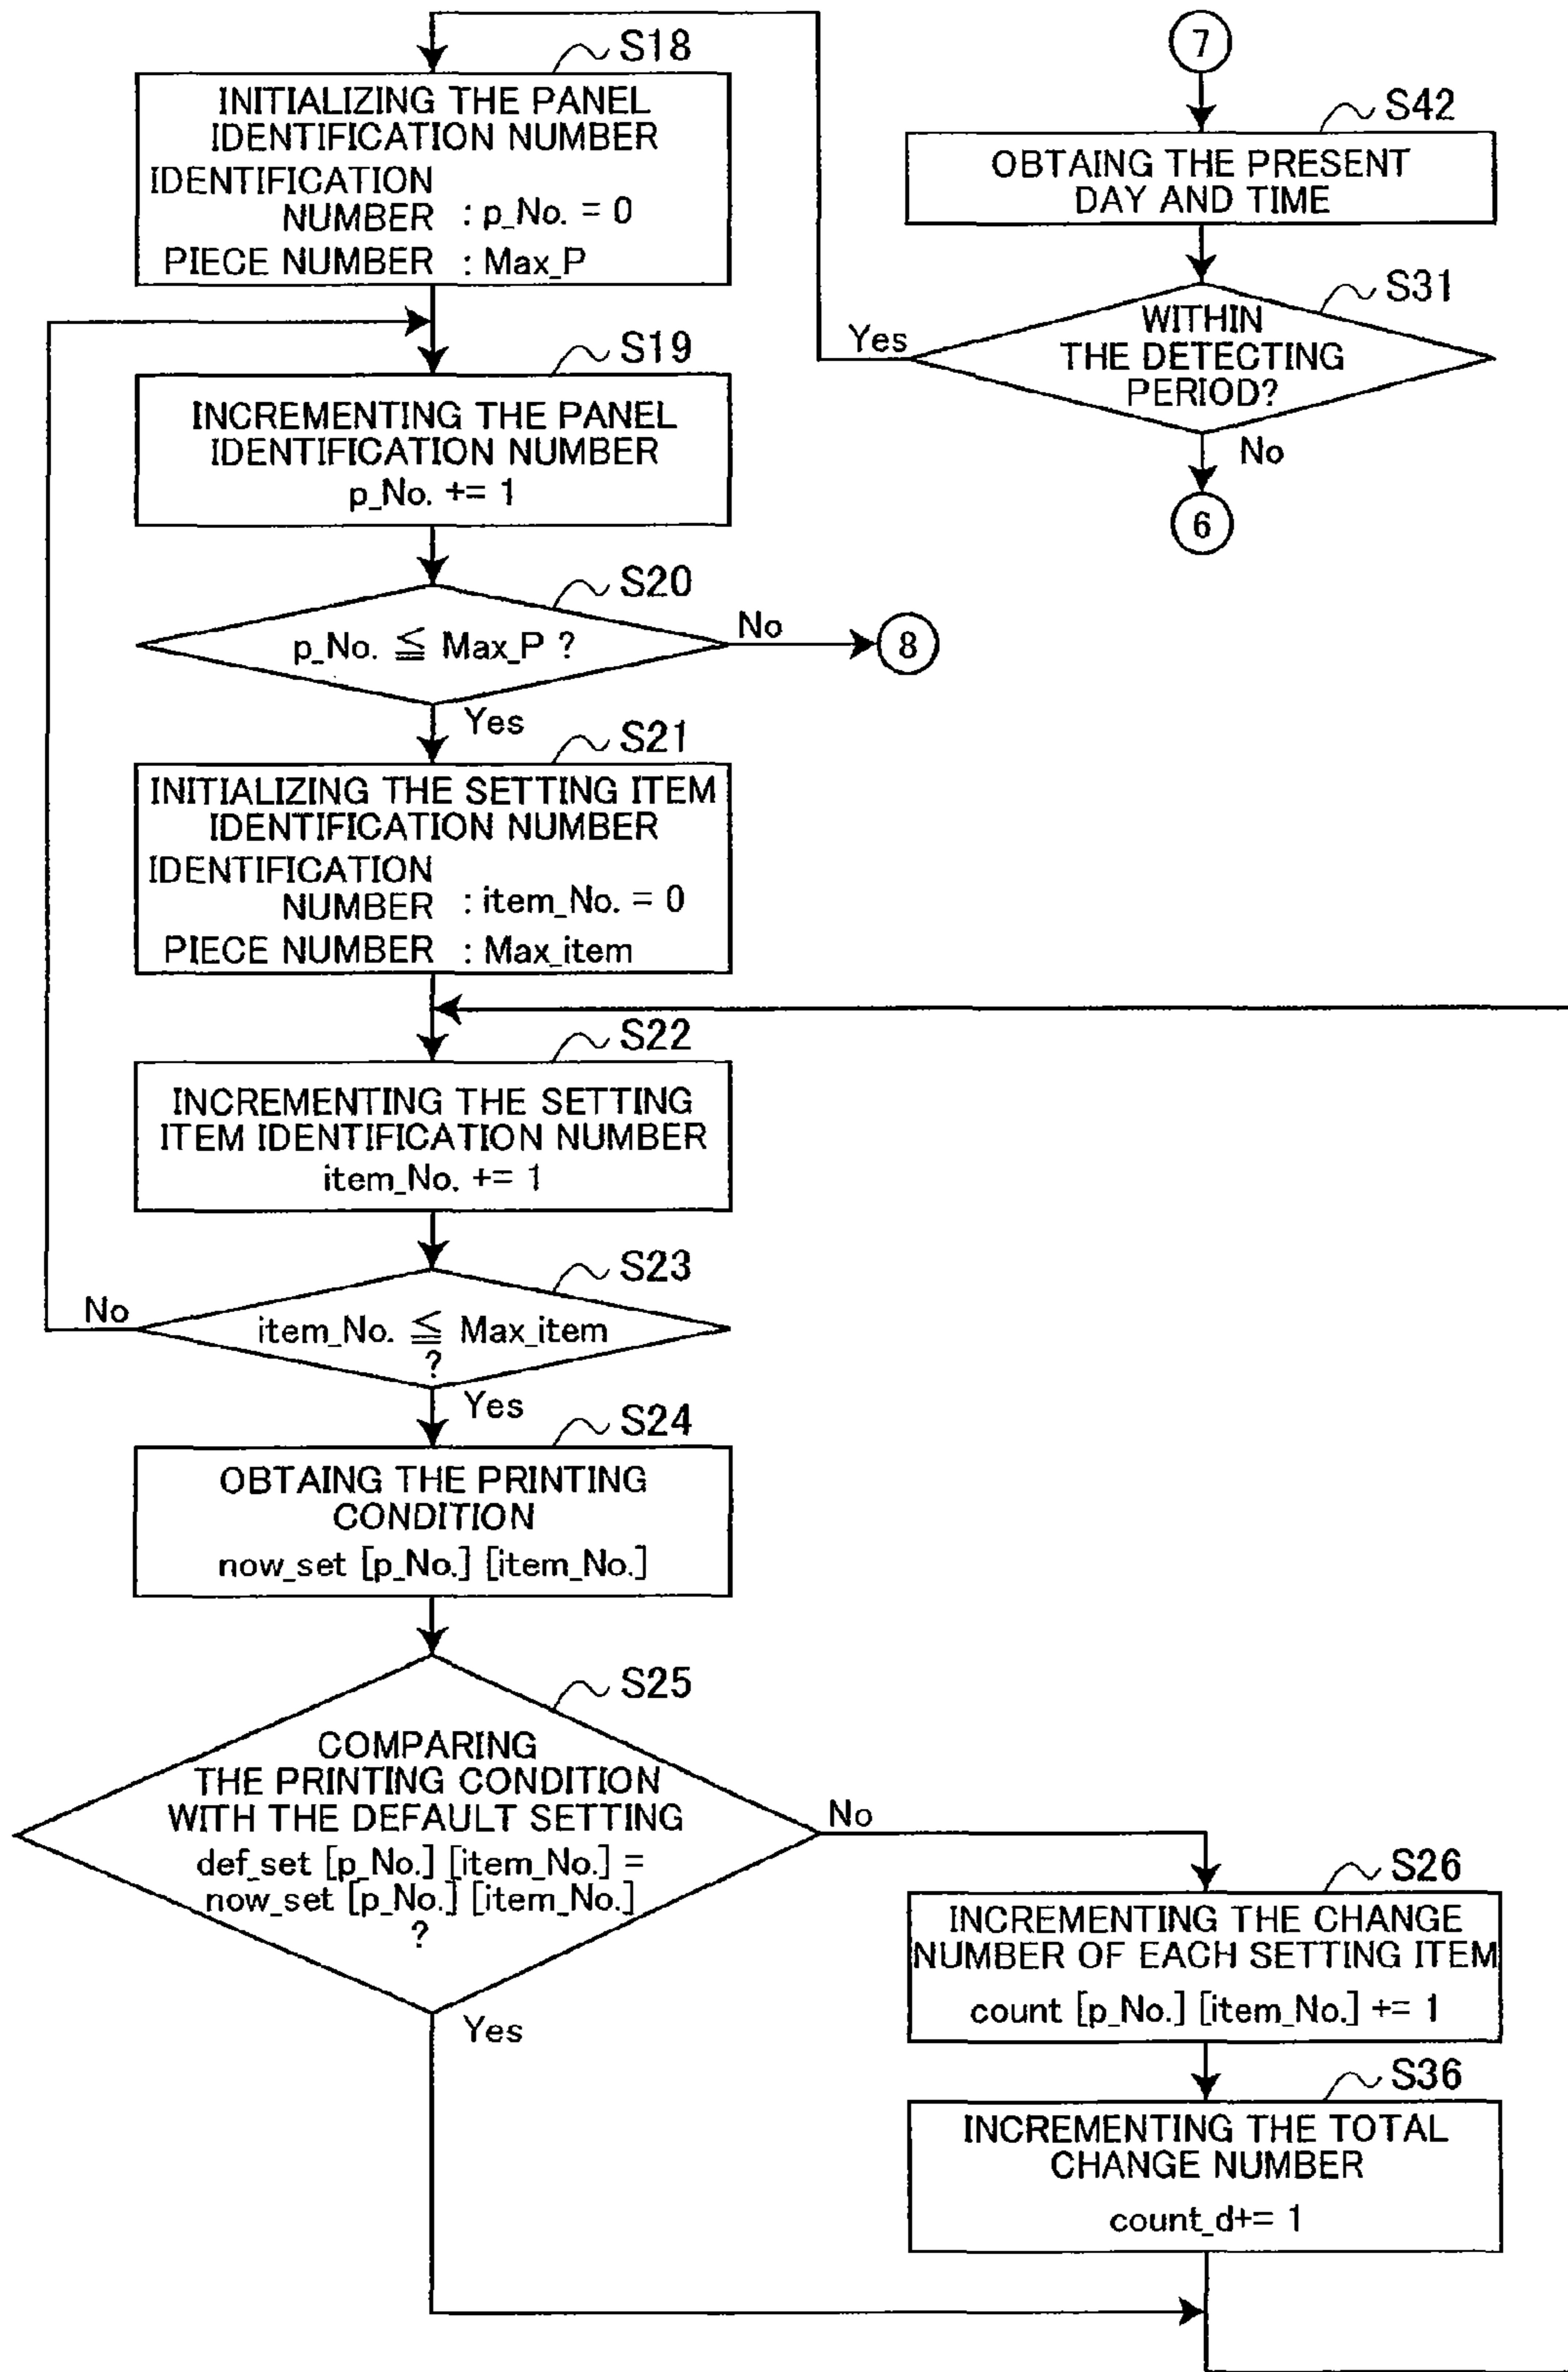 S18
INITIALIZING THE PANEL
IDENTIFICATION NUMBER
IDENTIFICATION
NUMBER : p_No. = 0
PIECE NUMBER : Max_P
S19
INCREMENTING THE PANEL
IDENTIFICATION NUMBER
p_No. += 1
S20
p_No. ≦ Max_P ?
No
8
Yes
S21
INITIALIZING THE SETTING ITEM
IDENTIFICATION NUMBER
IDENTIFICATION
NUMBER : item_No. = 0
PIECE NUMBER : Max_item
S22
INCREMENTING THE SETTING
ITEM IDENTIFICATION NUMBER
item_No. += 1
S23
No
item_No. ≦ Max_item
?
Yes
S24
OBTAING THE PRINTING
CONDITION
now_set [p_No.] [item_No.]
S25
COMPARING
THE PRINTING CONDITION
WITH THE DEFAULT SETTING
def_set [p_No.] [item_No.] =
now_set [p_No.] [item_No.]
?
No
Yes
7
S42
OBTAING THE PRESENT
DAY AND TIME
S31
WITHIN
THE DETECTING
PERIOD?
Yes
No
6
S26
INCREMENTING THE CHANGE
NUMBER OF EACH SETTING ITEM
count [p_No.] [item_No.] += 1
S36
INCREMENTING THE TOTAL
CHANGE NUMBER
count_d+= 1